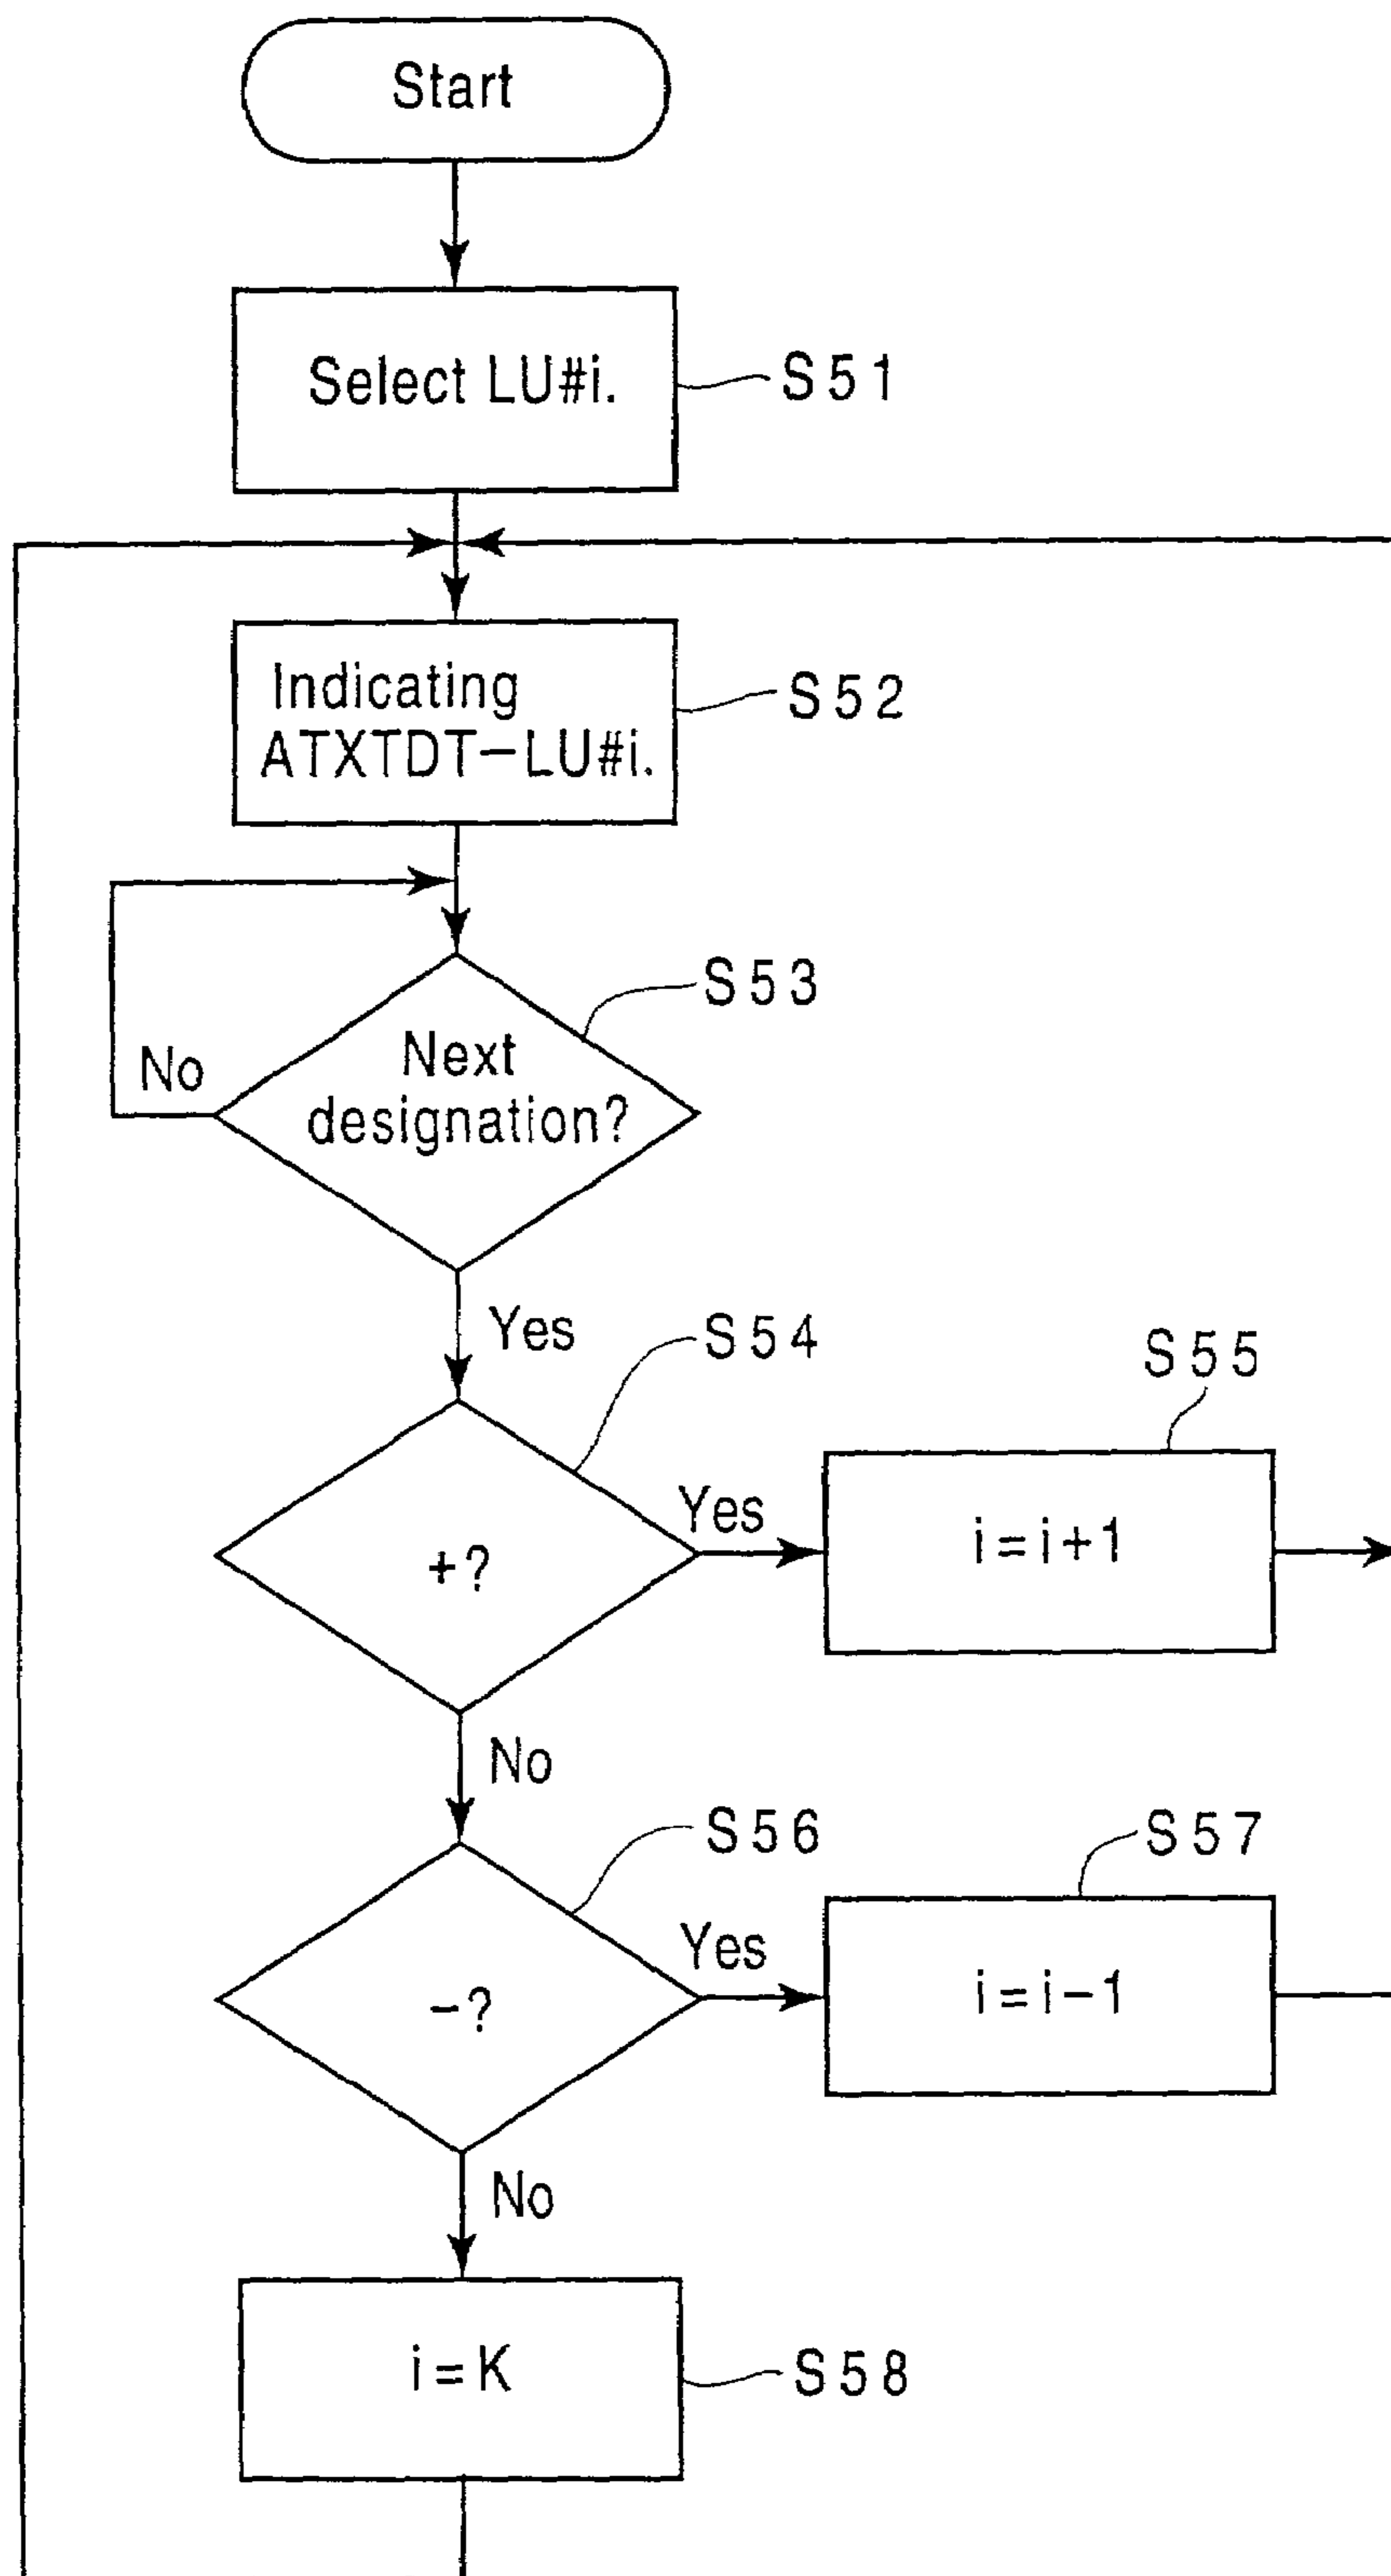 Start
Select LU#i.
S51
Indicating
ATXTDT-LU#i.
S52
S53
Next
designation?
No
Yes
S54
S55
+?
Yes
i=i+1
No
S56
S57
-?
Yes
i=i-1
No
i=K
S58